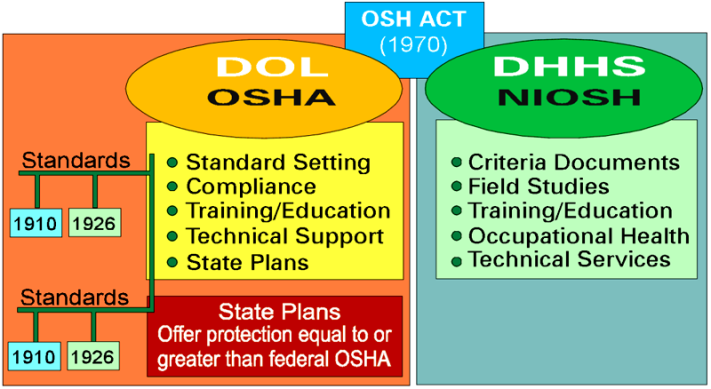 OSH ACT
(1970)
DOL
OSHA
Standards
1910
1926
Standard Setting
Compliance
Training/Education
Technical Support
State Plans
Standards
1910
1926
State Plans
Offer protection equal to or
greater than federal OSHA
DHHS
NIOSH
Criteria Documents
Field Studies
Training/Education
Occupational Health
Technical Services